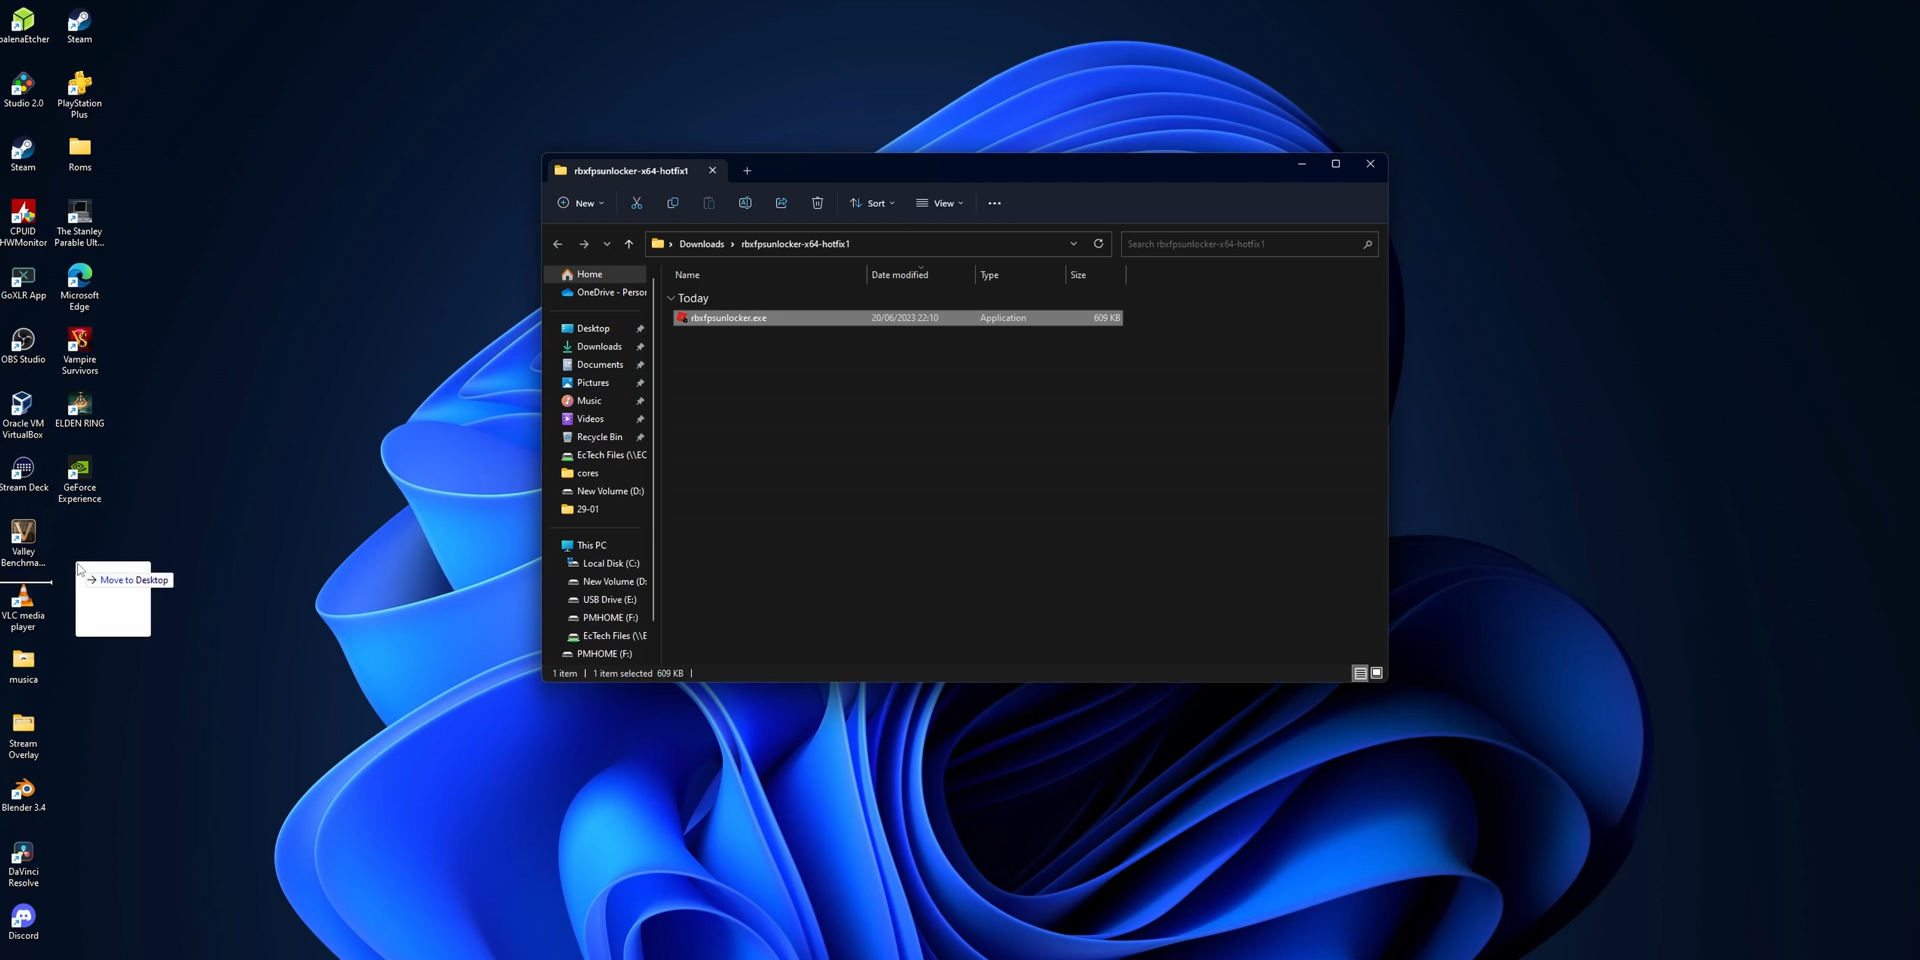 balenaEtcher
Steam
Studio 2.0
PlayStation
Plus
Steam
Roms
CPUID
HWMonitor
The Stanley
Parable Ult...
GoXLR App
Microsoft
Edge
OBS Studio
Vampire
Survivors
Oracle VM
VirtualBox
ELDEN RING
Stream Deck
GeForce
Experience
Valley
Benchma...
VLC media
player
musica
Stream
Overlay
Blender 3.4
DaVinci
Resolve
Discord
Move to Desktop
rbxfpsunlocker-x64-hotfix1
New
Sort
View
Downloads > rbxfpsunlocker-x64-hotfix1
Search rbxfpsunlocker-x64-hotfix1
Name
Date modified
Type
Size
Today
rbxfpsunlocker.exe
20/06/2023 22:10
Application
609 KB
Home
OneDrive - Person
Desktop
Downloads
Documents
Pictures
Music
Videos
Recycle Bin
EcTech Files (\\EC
cores
New Volume (D:)
29-01
This PC
Local Disk (C:)
New Volume (D:
USB Drive (E:)
PMHOME (F:)
EcTech Files (\\E
PMHOME (F:)
1 item
1 item selected 609 KB